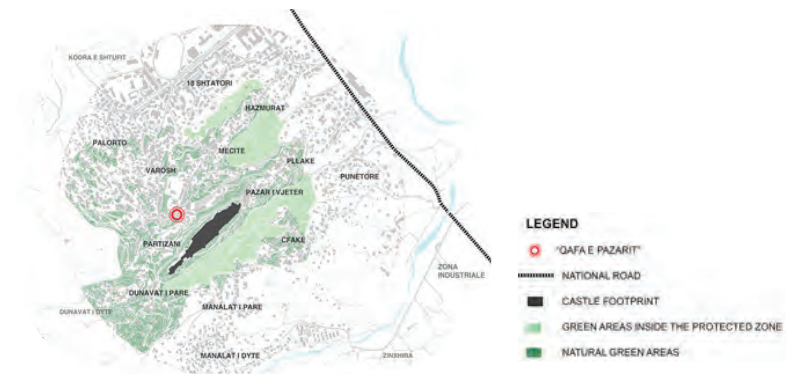 KODRA E SHTUFIT
18 SHTATORI
HAZMURAT
PALORTO
MECITE
VAROSH
PLLAKE
PUNETORE
PAZAR I VJETER
PARTIZANI
CFAKE
ZONA
INDUSTRIALE
DUNAVAT I PARE
MANALAT I PARE
DUNAVAT I DYTE
MANALAT I DYTE
ZINXHIRA
LEGEND
"QAFA E PAZARIT"
NATIONAL ROAD
CASTLE FOOTPRINT
GREEN AREAS INSIDE THE PROTECTED ZONE
NATURAL GREEN AREAS